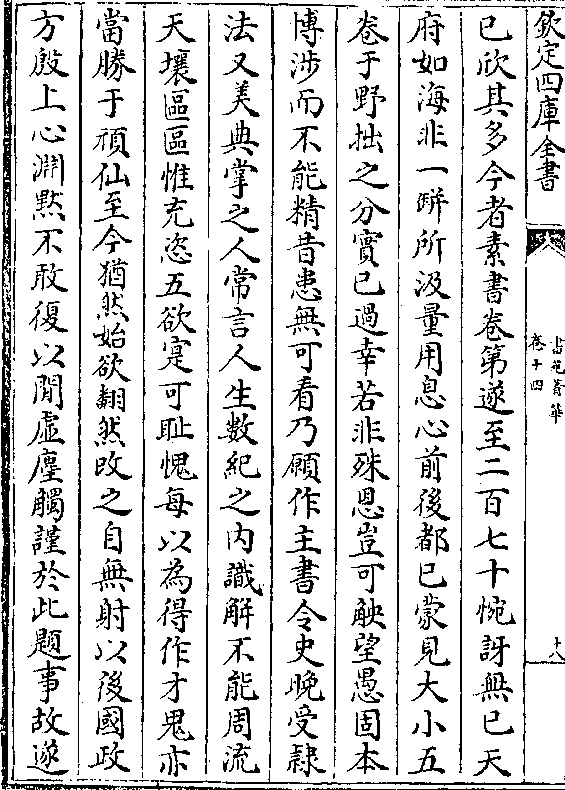 欽定四庫全書
書苑菁華
卷十四
十八
已欣其多今者素書卷第遂至二百七十惋訝無已天
府如海非一缾所汲量用息心前後都已蒙見大小五
卷于野拙之分實已過幸若非殊恩豈可觖望愚固本
博涉而不能精昔患無可看乃願作主書令史晚受隷
法又羙典掌之人常言人生數紀之内識解不能周流
天壤區區惟充恣五欲寔可耻愧每以為得作才鬼亦
當勝于頑仙至今猶然始欲翻然改之自無射以後國政
方殷上心淵黙不敢復以閒虛塵觸謹於此題事故遂